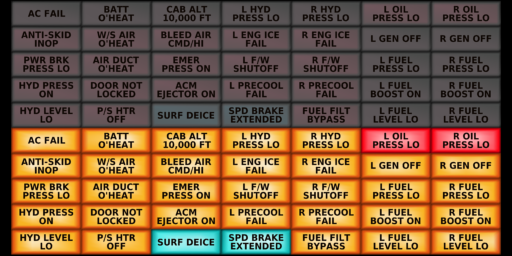 AC FAIL BATT O'HEAT CAB ALT 10,000 FT L HYD PRESS LO R HYD PRESS LO L OIL PRESS LO R OIL PRESS LO
ANTI-SKID INOP W/S AIR O'HEAT BLEED AIR CMD/HI L ENG ICE FAIL R ENG ICE FAIL L GEN OFF R GEN OFF
PWR BRK PRESS LO AIR DUCT O'HEAT EMER PRESS ON L F/W SHUTOFF R F/W SHUTOFF L FUEL PRESS LO R FUEL PRESS LO
HYD PRESS ON DOOR NOT LOCKED ACM EJECTOR ON L PRECOOL FAIL R PRECOOL FAIL L FUEL BOOST ON R FUEL BOOST ON
HYD LEVEL LO P/S HTR OFF SURF DEICE SPD BRAKE EXTENDED FUEL FILT BYPASS L FUEL LEVEL LO R FUEL LEVEL LO
AC FAIL BATT O'HEAT CAB ALT 10,000 FT L HYD PRESS LO R HYD PRESS LO L OIL PRESS LO R OIL PRESS LO
ANTI-SKID INOP W/S AIR O'HEAT BLEED AIR CMD/HI L ENG ICE FAIL R ENG ICE FAIL L GEN OFF R GEN OFF
PWR BRK PRESS LO AIR DUCT O'HEAT EMER PRESS ON L F/W SHUTOFF R F/W SHUTOFF L FUEL PRESS LO R FUEL PRESS LO
HYD PRESS ON DOOR NOT LOCKED ACM EJECTOR ON L PRECOOL FAIL R PRECOOL FAIL L FUEL BOOST ON R FUEL BOOST ON
HYD LEVEL LO P/S HTR OFF SURF DEICE SPD BRAKE EXTENDED FUEL FILT BYPASS L FUEL LEVEL LO R FUEL LEVEL LO